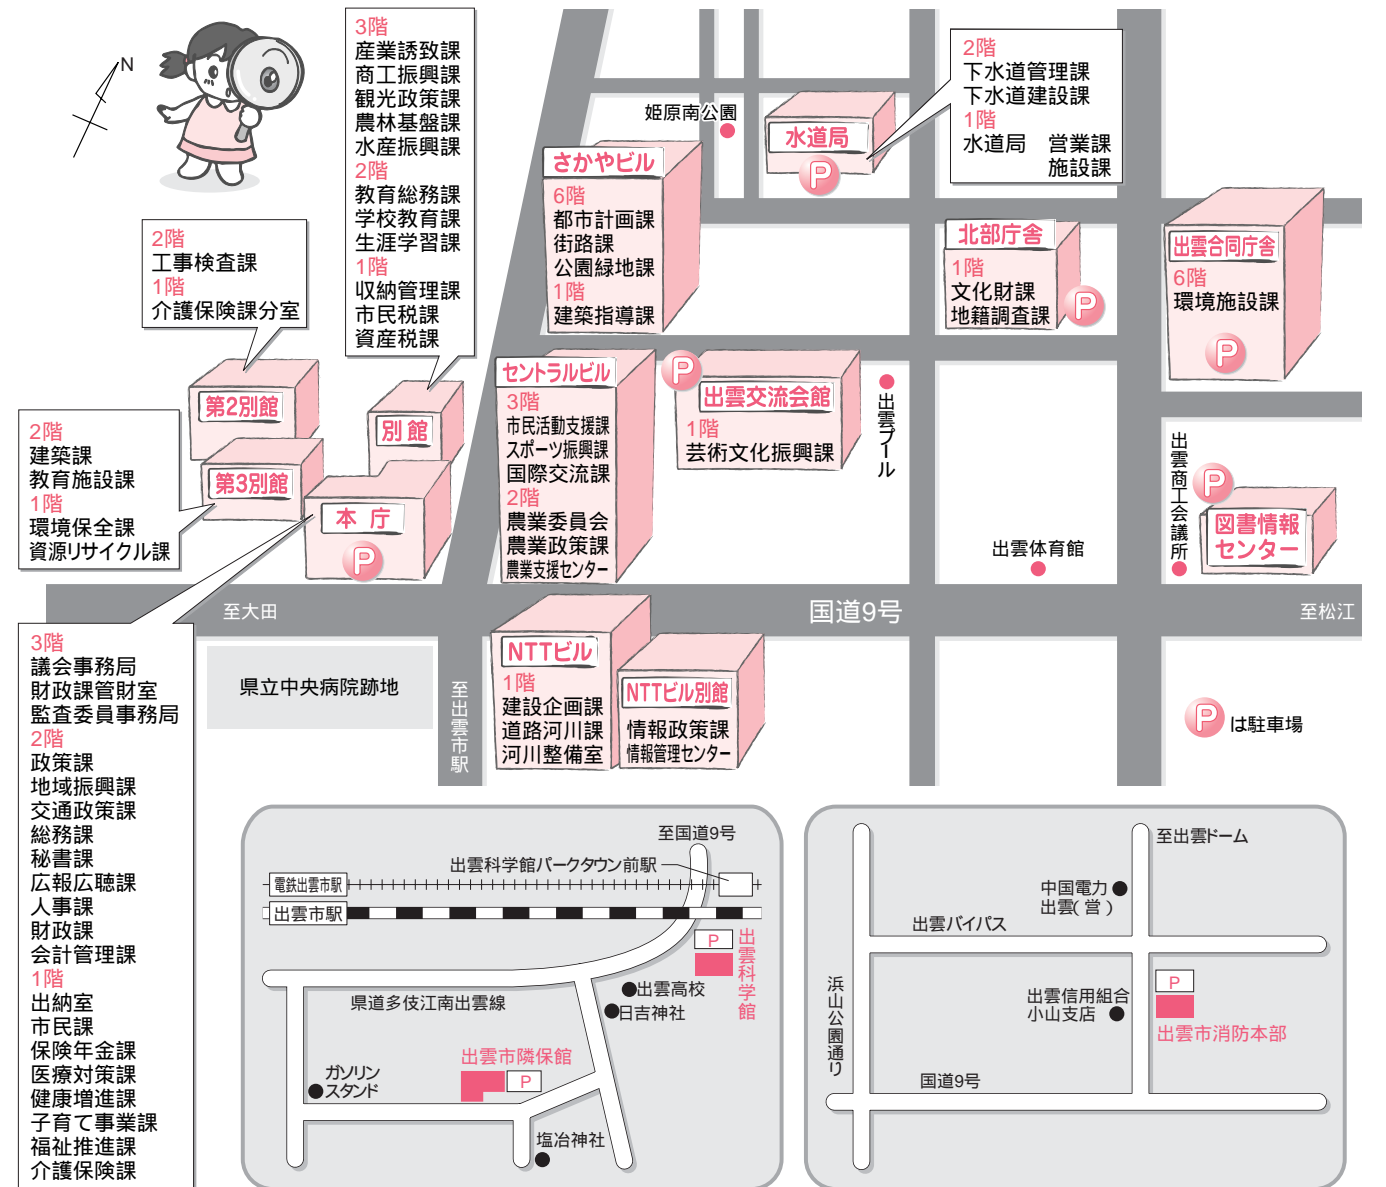 N
3階
産業誘致課
商工振興課
観光政策課
農林基盤課
水産振興課
2階
教育総務課
学校教育課
生涯学習課
1階
収納管理課
市民税課
資産税課
2階
工事検査課
1階
介護保険課分室
第2別館
別館
2階
建築課
教育施設課
1階
環境保全課
資源リサイクル課
第3別館
本庁
P
3階
議会事務局
財政課管財室
監査委員事務局
2階
政策課
地域振興課
交通政策課
総務課
秘書課
広報広聴課
人事課
財政課
会計管理課
1階
出納室
市民課
保険年金課
医療対策課
健康増進課
子育て事業課
福祉推進課
介護保険課
姫原南公園
水道局
P
2階
下水道管理課
下水道建設課
1階
水道局 営業課
施設課
さかやビル
6階
都市計画課
街路課
公園緑地課
1階
建築指導課
北部庁舎
1階
文化財課
地籍調査課
P
出雲合同庁舎
6階
環境施設課
P
セントラルビル
3階
市民活動支援課
スポーツ振興課
国際交流課
2階
農業委員会
農業政策課
農業支援センター
P
出雲交流会館
1階
芸術文化振興課
出雲プール
出雲体育館
出雲商工会議所
P
図書情報
センター
至大田
国道9号
至松江
県立中央病院跡地
至出雲市駅
NTTビル
1階
建設企画課
道路河川課
河川整備室
NTTビル別館
情報政策課
情報管理センター
P は駐車場
至国道9号
出雲科学館パークタウン前駅
電鉄出雲市駅
出雲市駅
P
出雲科学館
出雲高校
日吉神社
県道多伎江南出雲線
出雲市隣保館
P
ガソリン
スタンド
塩冶神社
至出雲ドーム
中国電力
出雲(営)
出雲バイパス
浜山公園通り
出雲信用組合
小山支店
P
出雲市消防本部
国道9号